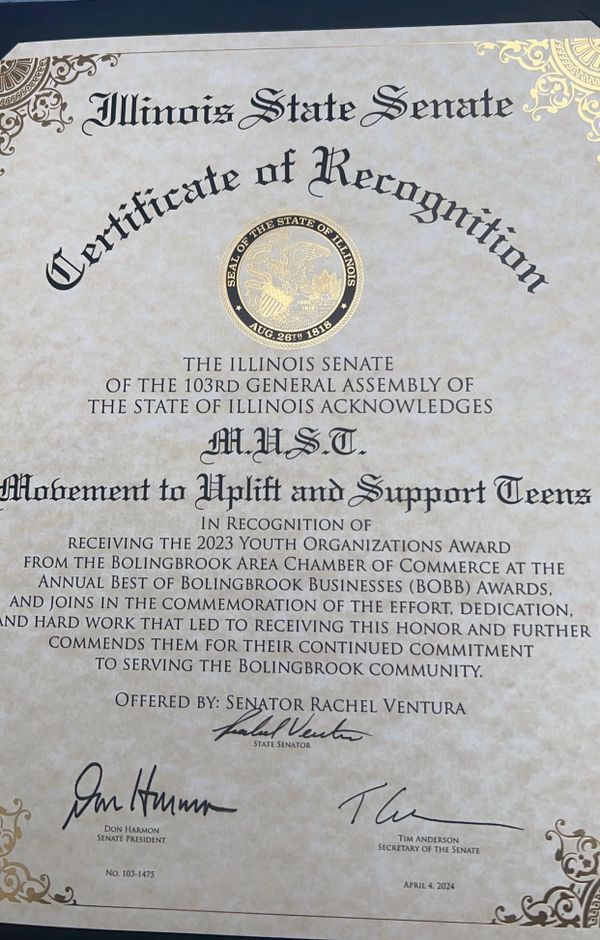 Illinois State Senate
Certificate of Recognition
SEAL OF THE STATE OF ILLINOIS
AUG. 26TH 1818
THE ILLINOIS SENATE
OF THE 103RD GENERAL ASSEMBLY OF
THE STATE OF ILLINOIS ACKNOWLEDGES
M.U.S.T.
Movement to Uplift and Support Teens
IN RECOGNITION OF
RECEIVING THE 2023 YOUTH ORGANIZATIONS AWARD
FROM THE BOLINGBROOK AREA CHAMBER OF COMMERCE AT THE
ANNUAL BEST OF BOLINGBROOK BUSINESSES (BOBB) AWARDS,
AND JOINS IN THE COMMEMORATION OF THE EFFORT, DEDICATION,
AND HARD WORK THAT LED TO RECEIVING THIS HONOR AND FURTHER
COMMENDS THEM FOR THEIR CONTINUED COMMITMENT
TO SERVING THE BOLINGBROOK COMMUNITY.
OFFERED BY: SENATOR RACHEL VENTURA
Rachel Ventura
STATE SENATOR
Don Harmon
DON HARMON
SENATE PRESIDENT
TIM ANDERSON
SECRETARY OF THE SENATE
NO. 103-1475
APRIL 4, 2024